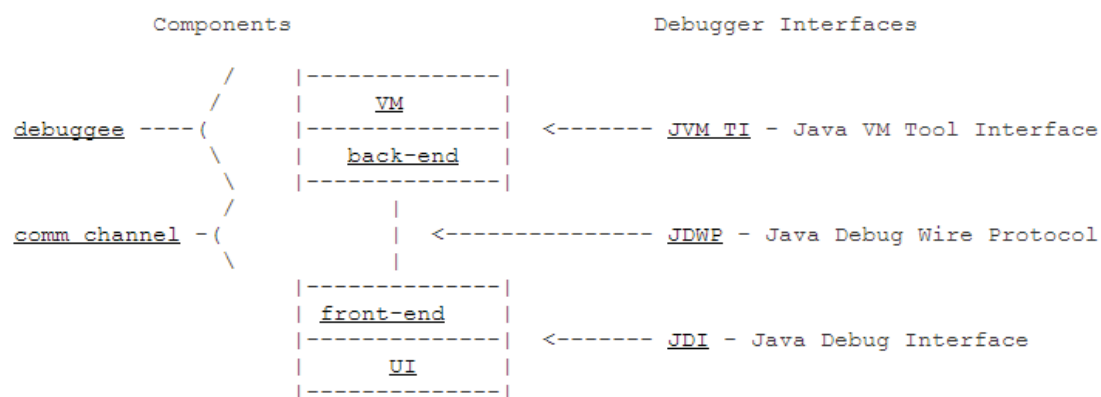 Components Debugger Interfaces
/ |--------------|
/ | VM |
debuggee ----( |--------------| <------- JVM TI - Java VM Tool Interface
\ | back-end |
\ |--------------|
/ |
comm channel -( | <--------------- JDWP - Java Debug Wire Protocol
\ |
|--------------|
| front-end |
|--------------| <------- JDI - Java Debug Interface
| UI |
|--------------|